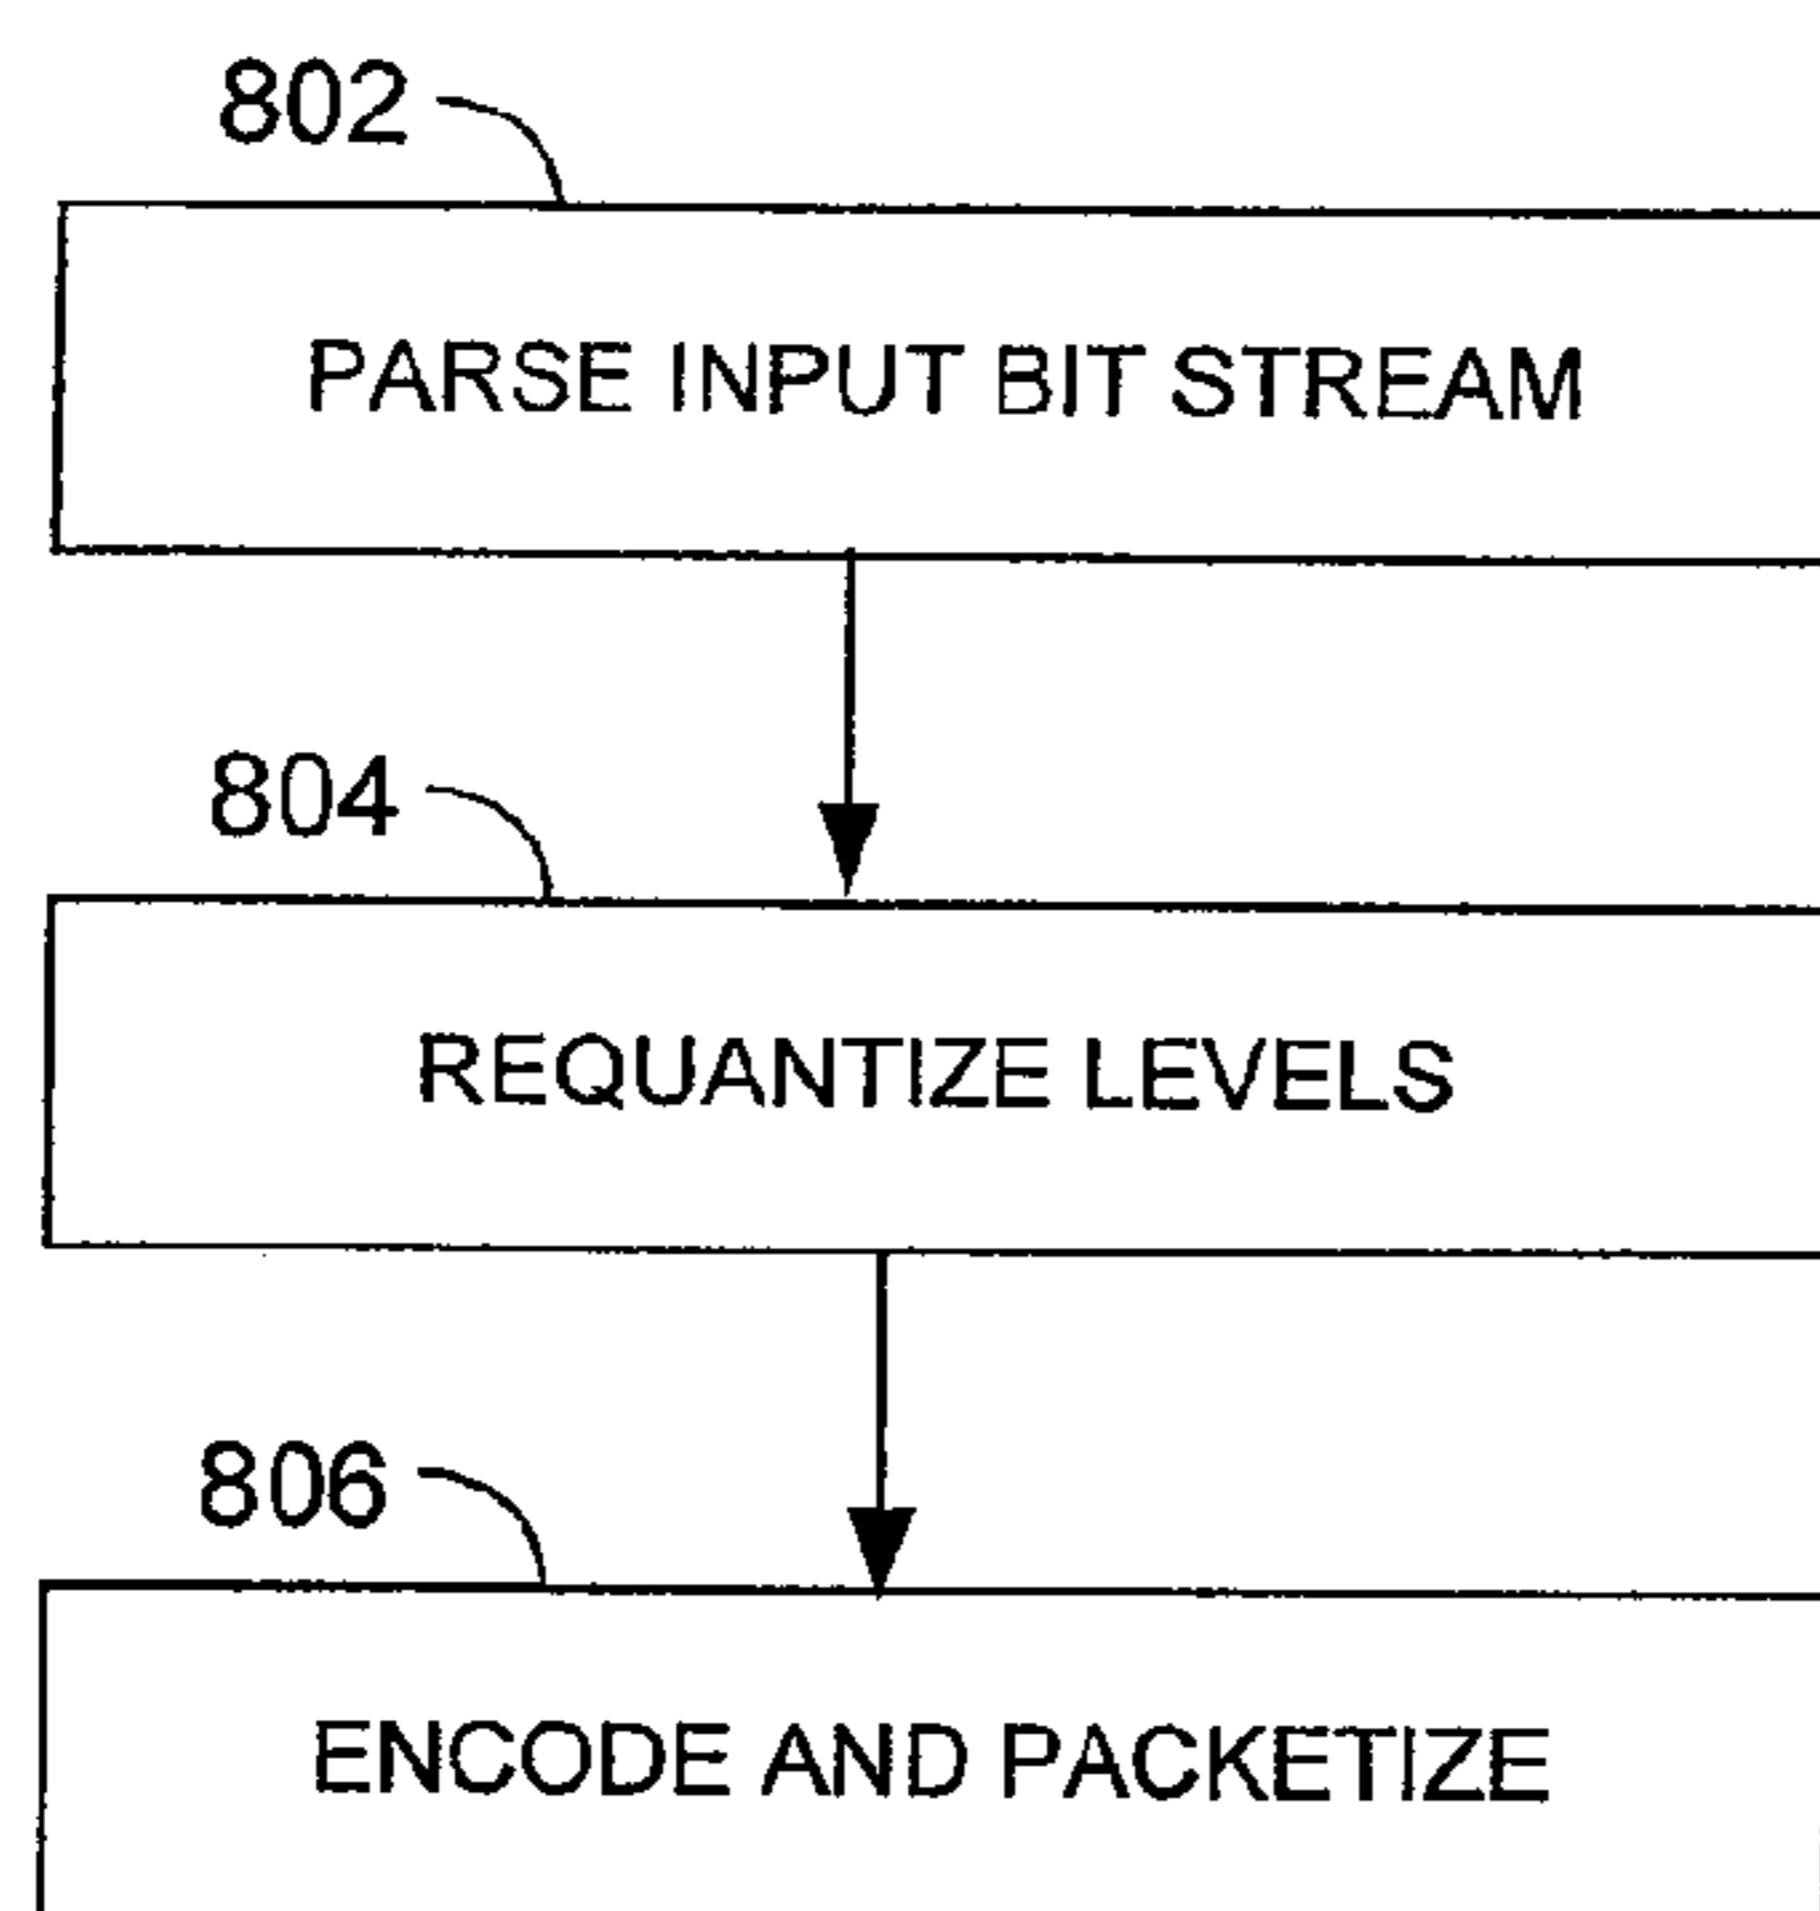 802
PARSE INPUT BIT STREAM
804
REQUANTIZE LEVELS
806
ENCODE AND PACKETIZE